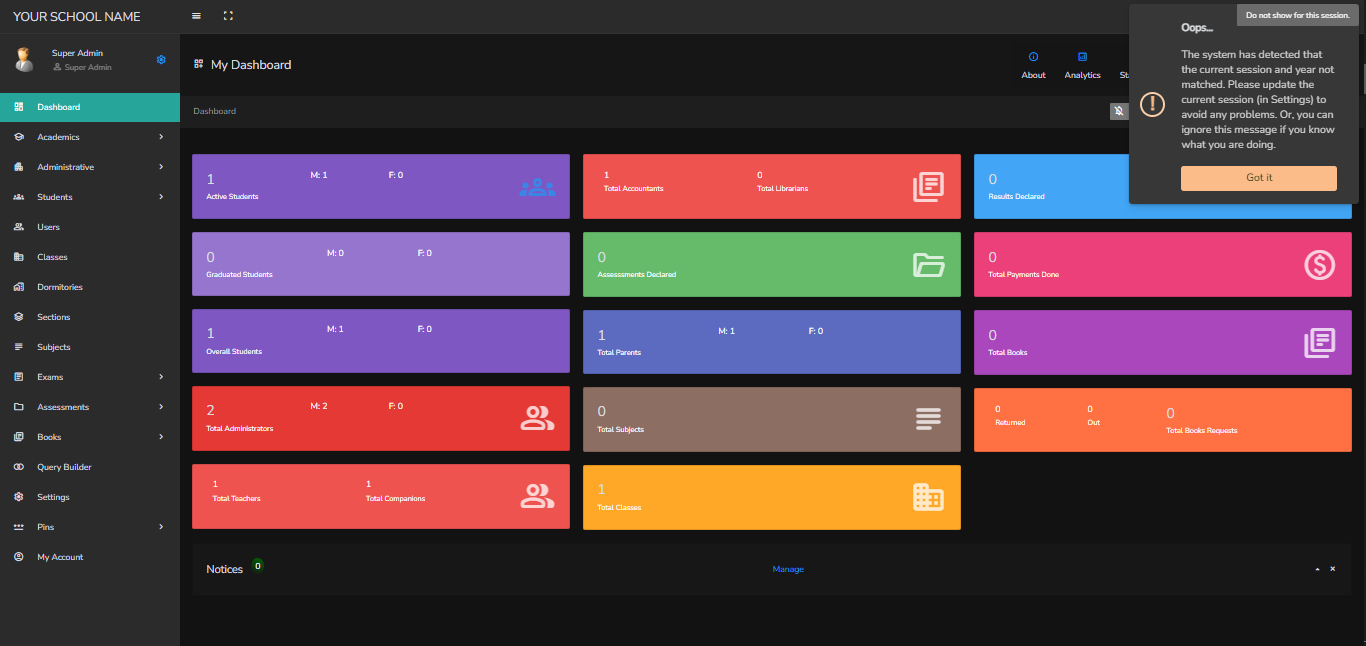 YOUR SCHOOL NAME
Do not show for this session.
Oops...
The system has detected that
the current session and year not
matched. Please update the
current session (in Settings) to
avoid any problems. Or, you can
ignore this message if you know
what you are doing.
Got it
Super Admin
Super Admin
My Dashboard
About
Analytics
Dashboard
Dashboard
Academics
Administrative
Students
Users
Classes
Dormitories
Sections
Subjects
Exams
Assessments
Books
Query Builder
Settings
Pins
My Account
1 M: 1 F: 0
Active Students
1 0
Total Accountants Total Librarians
0
Results Declared
0 M: 0 F: 0
Graduated Students
0
Assesssments Declared
0
Total Payments Done
1 M: 1 F: 0
Overall Students
1 M: 1 F: 0
Total Parents
0
Total Books
2 M: 2 F: 0
Total Administrators
0
Total Subjects
0 0 0
Returned Out Total Books Requests
1 1
Total Teachers Total Companions
1
Total Classes
Notices 0 Manage